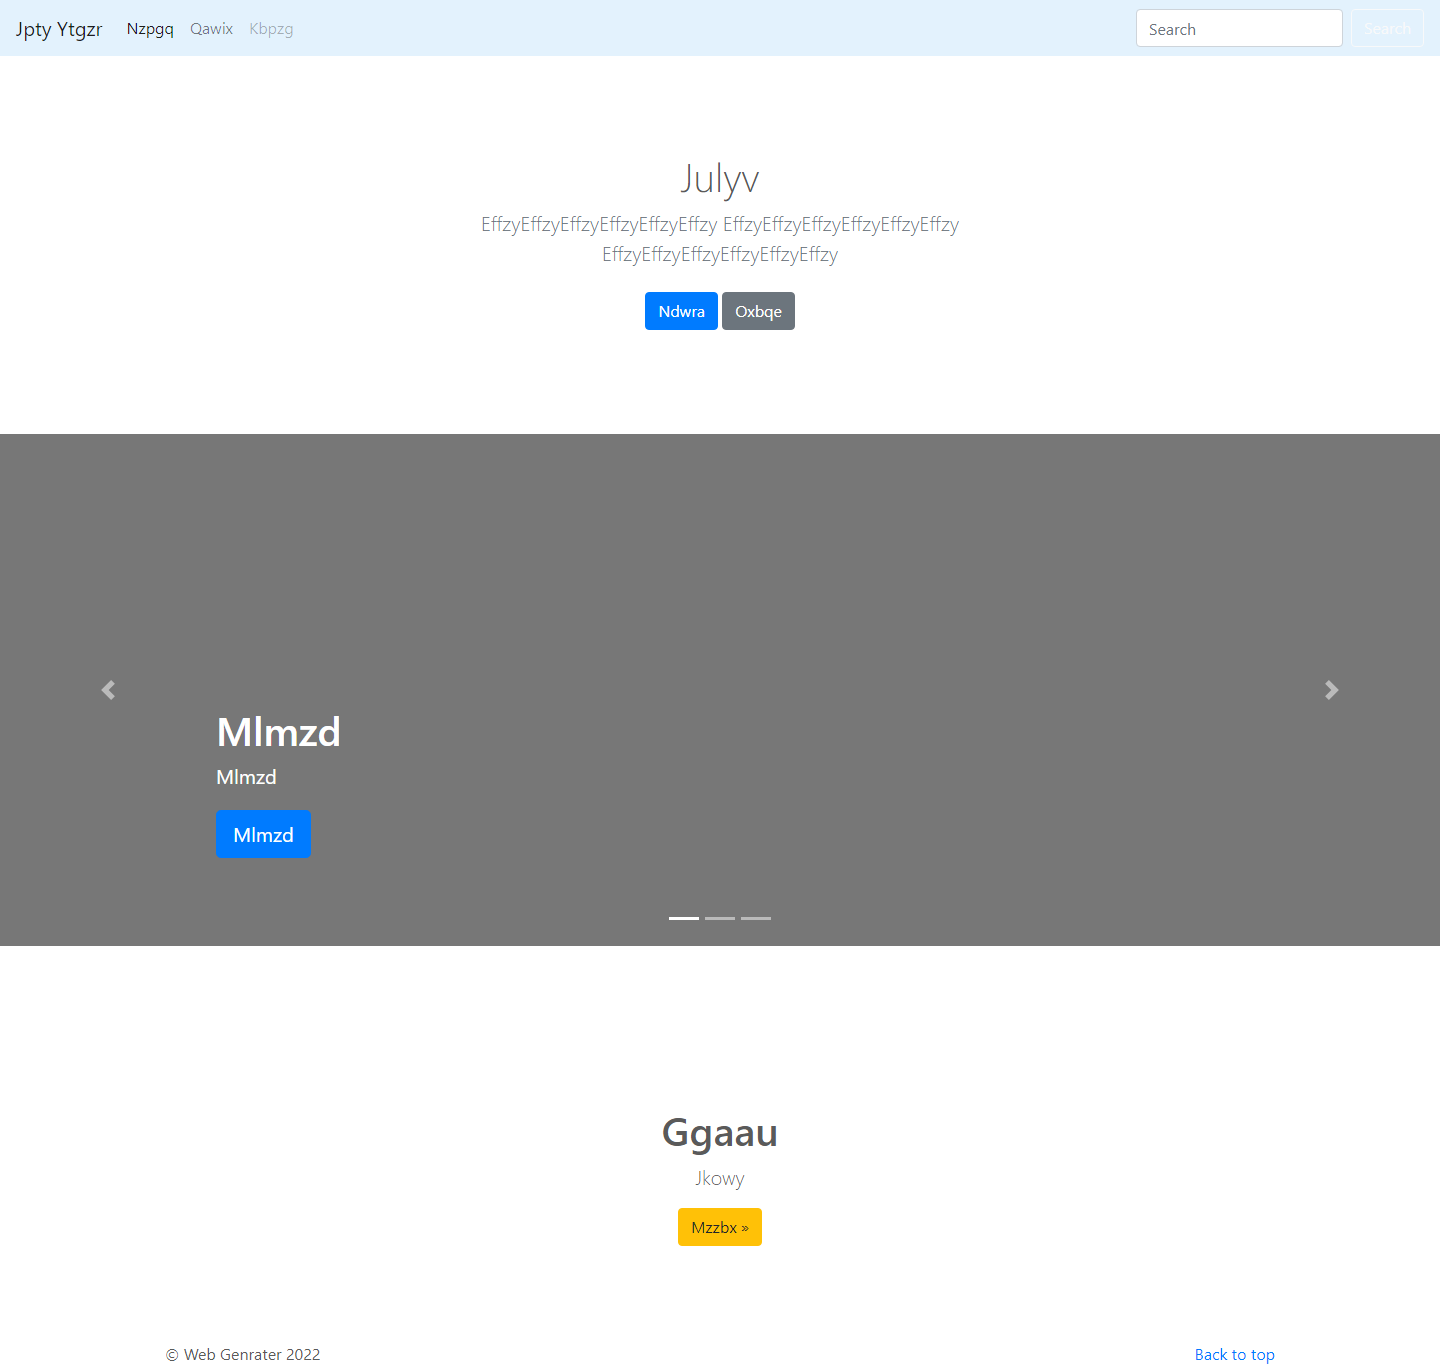 Jpty Ytgzr Nzpgq Qawix Kbpzg Search Search
Julyv
EffzyEffzyEffzyEffzyEffzyEffzy EffzyEffzyEffzyEffzyEffzyEffzy
EffzyEffzyEffzyEffzyEffzyEffzy
Ndwra Oxbqe
Mlmzd
Mlmzd
Mlmzd
Ggaau
Jkowy
Mzzbx »
© Web Genrater 2022 Back to top